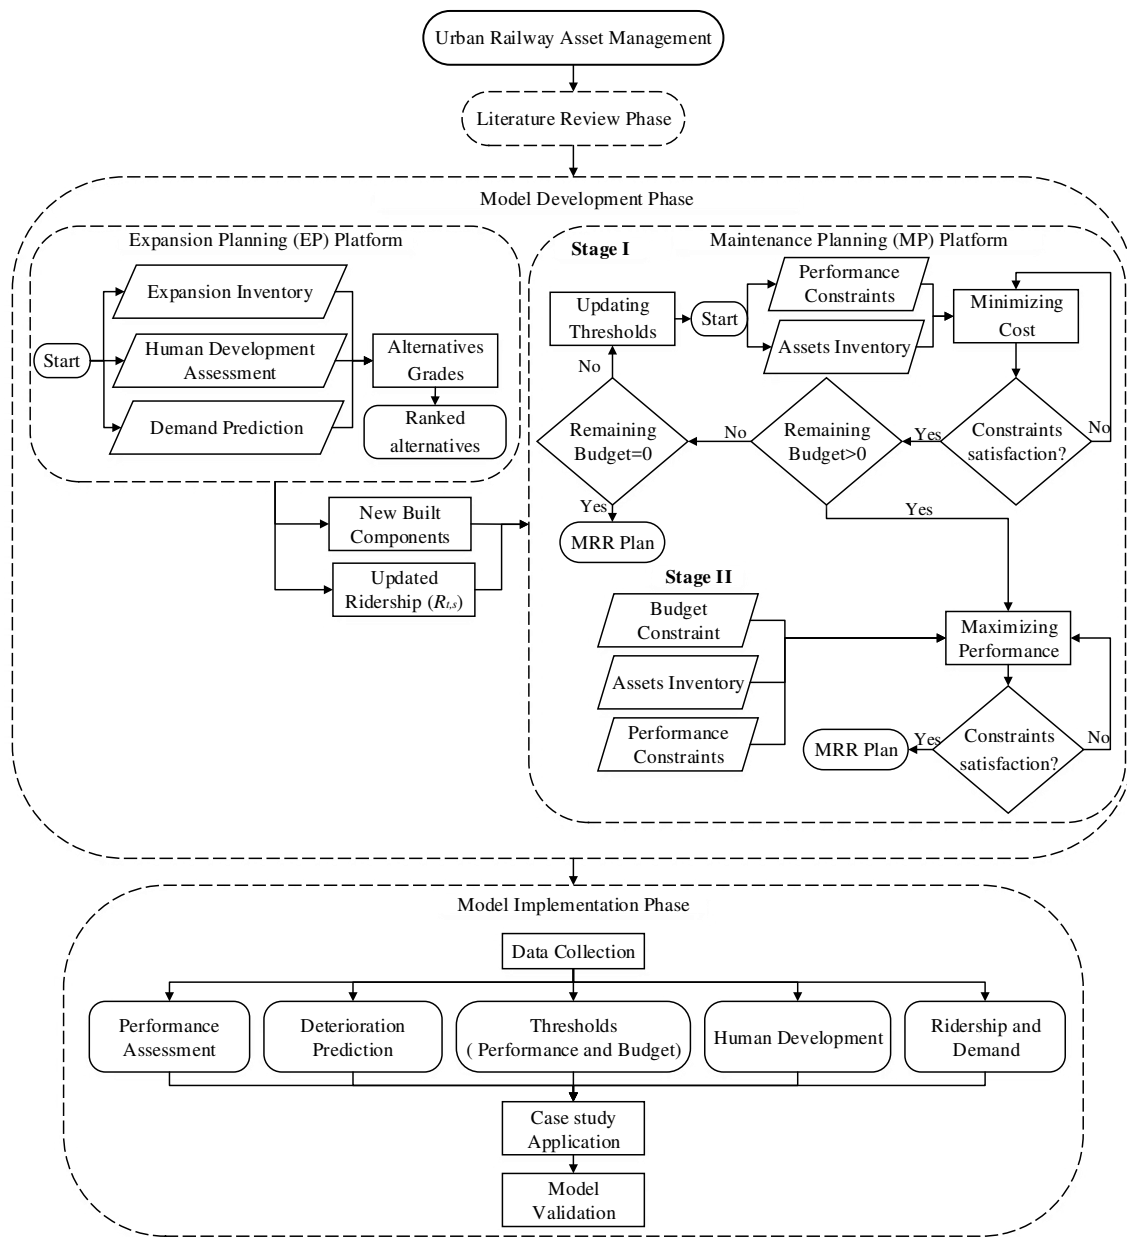 Urban Railway Asset Management
Literature Review Phase
Model Development Phase
Expansion Planning (EP) Platform
Start
Expansion Inventory
Human Development
Assessment
Demand Prediction
Alternatives
Grades
Ranked
alternatives
New Built
Components
Updated
Ridership (Rt,s)
Stage I
Maintenance Planning (MP) Platform
Updating
Thresholds
Start
Performance
Constraints
Assets Inventory
Minimizing
Cost
No
Remaining
Budget=0
No
Remaining
Budget>0
Yes
Constraints
satisfaction?
No
Yes
MRR Plan
Yes
Stage II
Budget
Constraint
Assets Inventory
Performance
Constraints
Maximizing
Performance
MRR Plan
Yes
Constraints
satisfaction?
No
Model Implementation Phase
Data Collection
Performance
Assessment
Deterioration
Prediction
Thresholds
( Performance and Budget)
Human Development
Ridership and
Demand
Case study
Application
Model
Validation